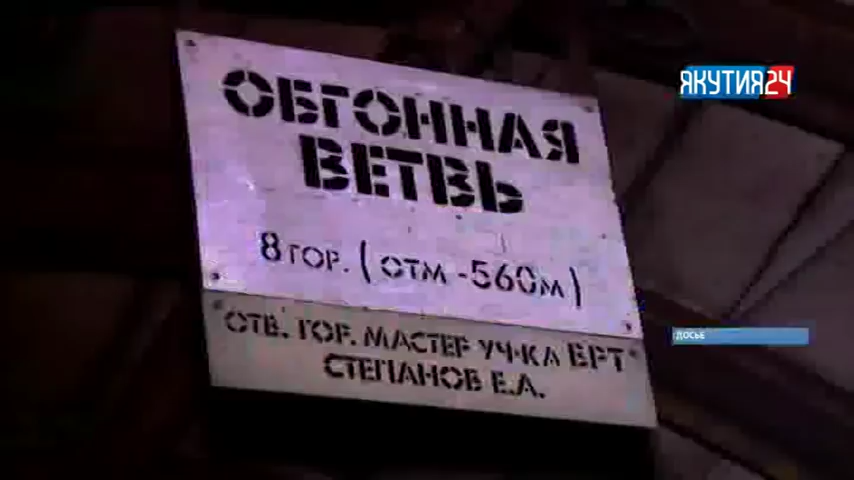 ЯКУТИЯ24
ОБГОННАЯ
ВЕТВЬ
8 ГОР. (ОТМ -560М)
ДОСЬЕ
ОТВ. ГОР. МАСТЕР УЧ-КА ВРТ
СТЕПАНОВ Е.А.